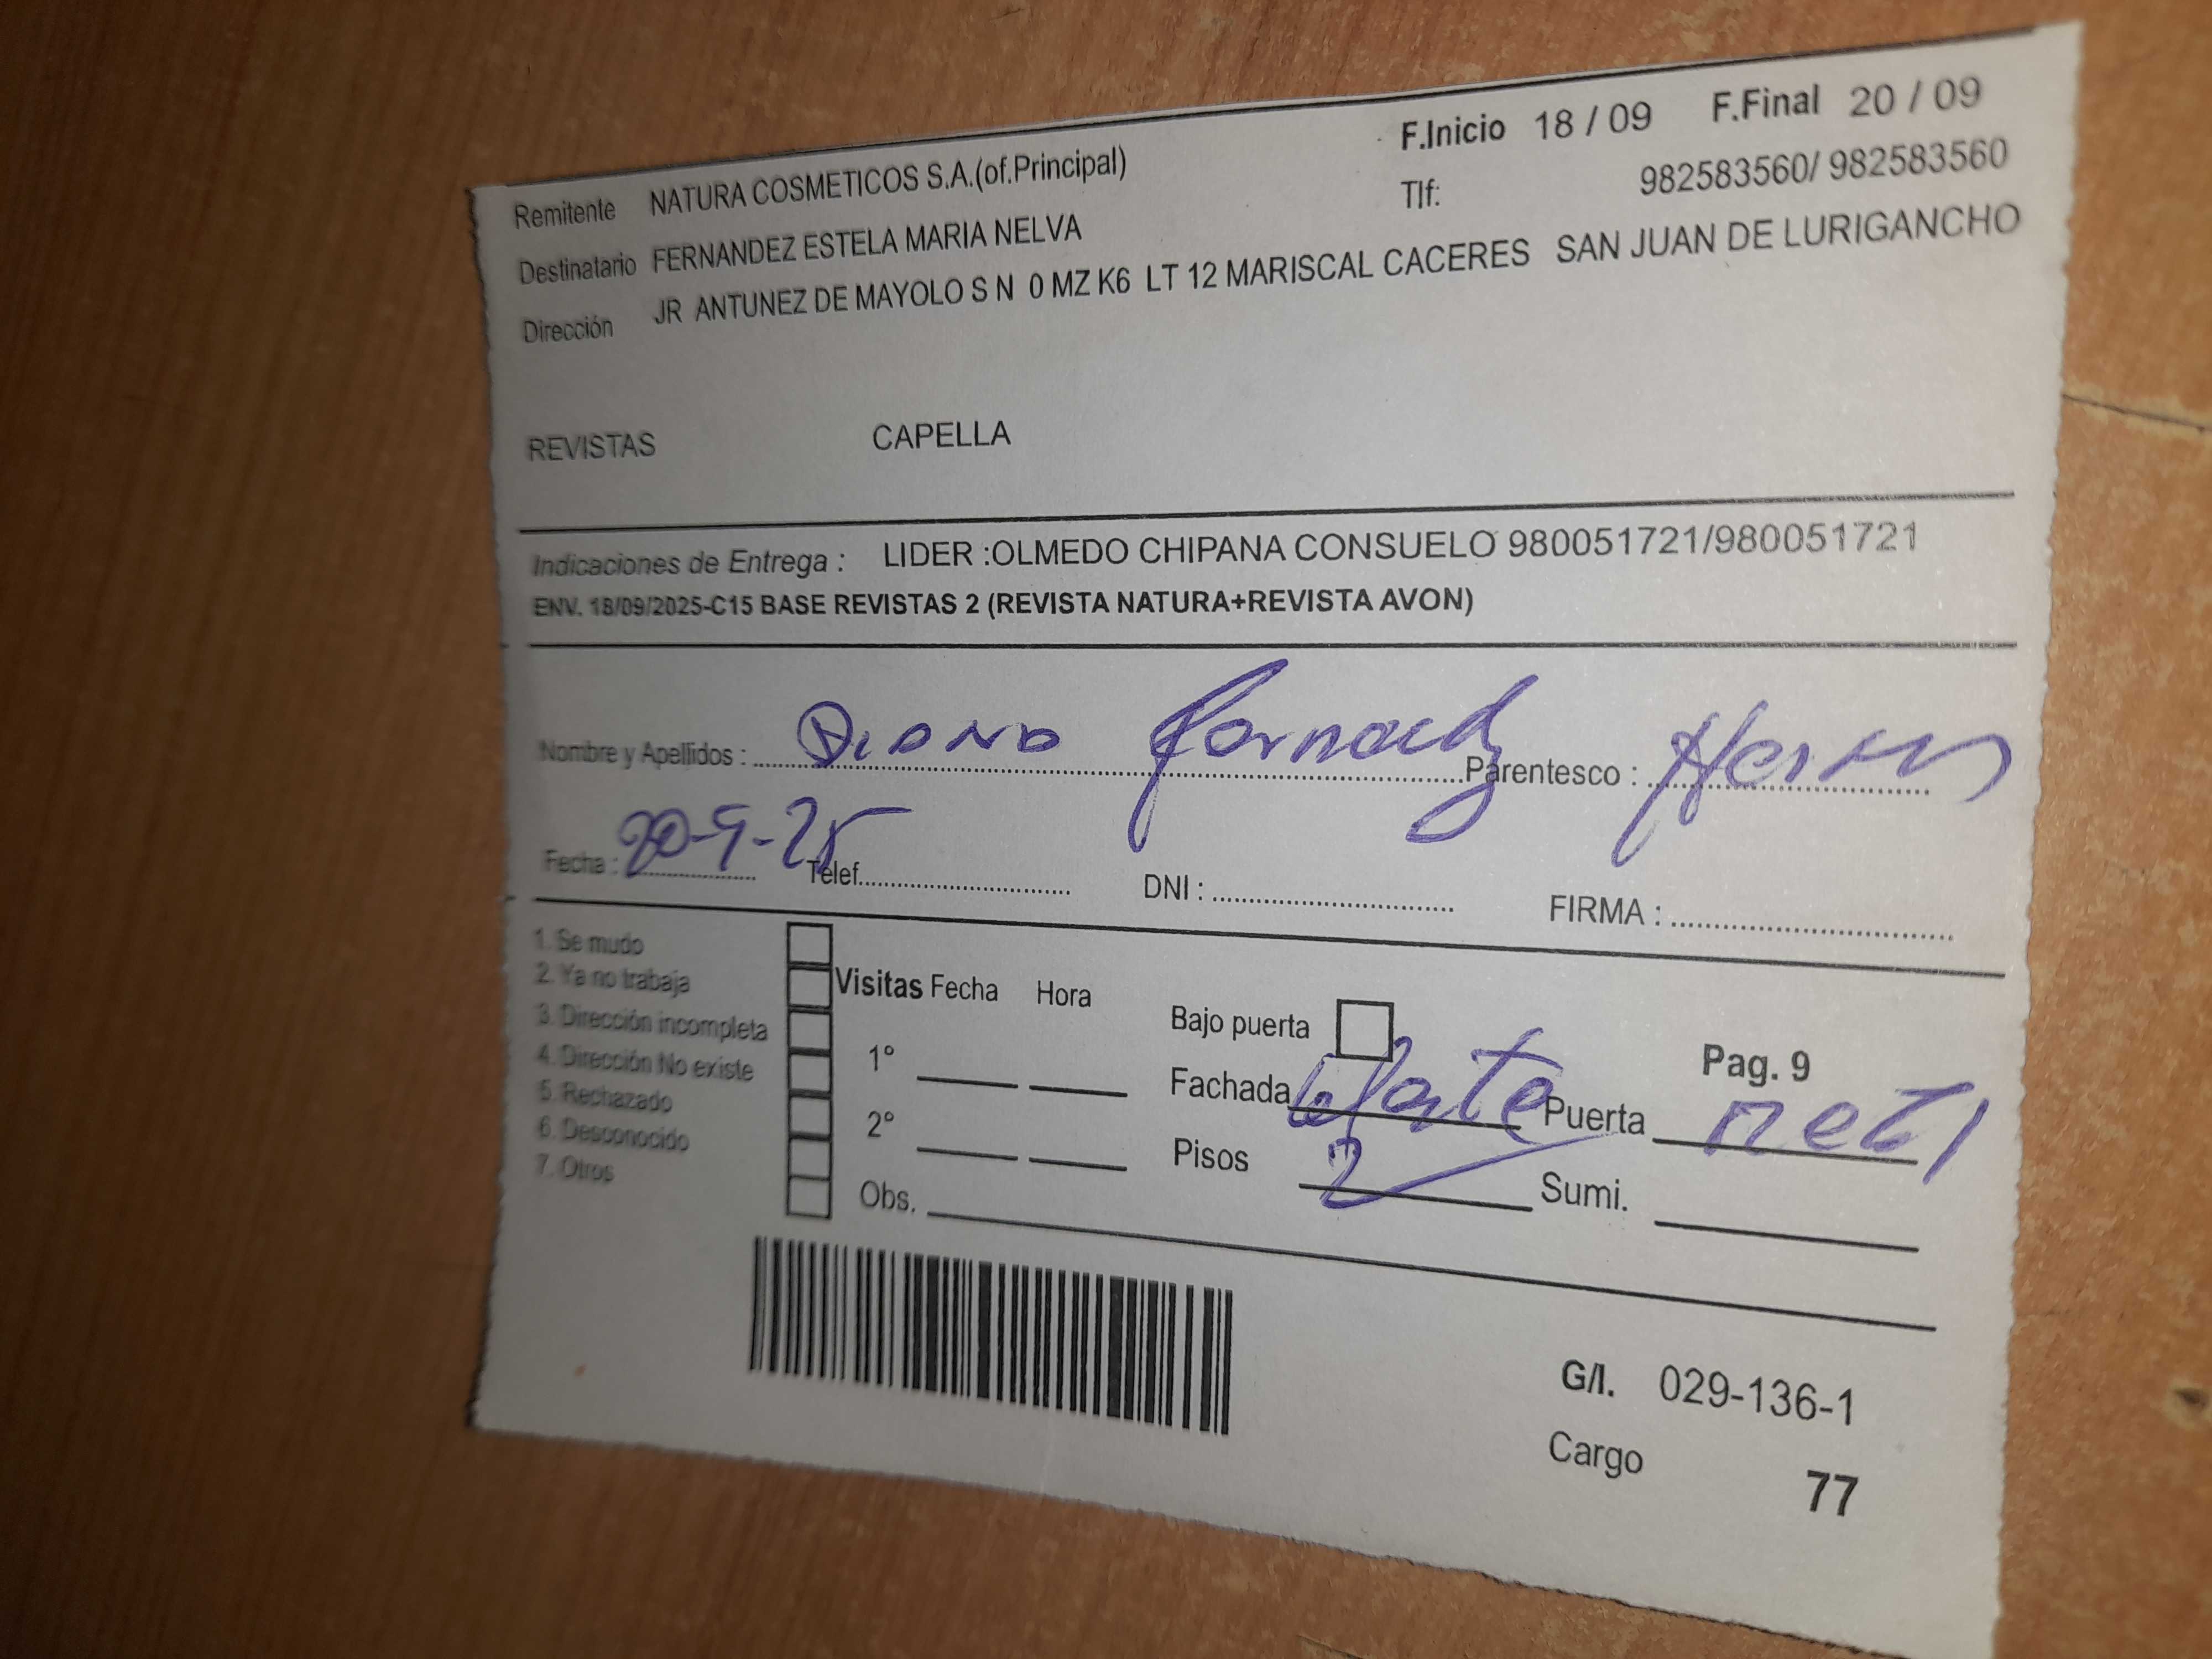 F.Inicio 18 / 09 F.Final 20 / 09
Remitente NATURA COSMETICOS S.A.(of.Principal) Tlf: 982583560/ 982583560
Destinatario FERNANDEZ ESTELA MARIA NELVA
Dirección JR ANTUNEZ DE MAYOLO S N 0 MZ K6 LT 12 MARISCAL CACERES SAN JUAN DE LURIGANCHO
REVISTAS CAPELLA
Indicaciones de Entrega : LIDER :OLMEDO CHIPANA CONSUELO 980051721/980051721
ENV. 18/09/2025-C15 BASE REVISTAS 2 (REVISTA NATURA+REVISTA AVON)
Nombre y Apellidos : DIANA Parentesco :
Fecha : 20-9-25 Telef. DNI : FIRMA :
1. Se mudo
2. Ya no trabaja
3. Dirección incompleta
4. Dirección No existe
5. Rechazado
6. Desconocido
7. Otros
Visitas Fecha Hora
1°
2°
Obs.
Bajo puerta Pag. 9
Fachada Puerta
Pisos 2 Sumi.
G/I. 029-136-1
Cargo 77